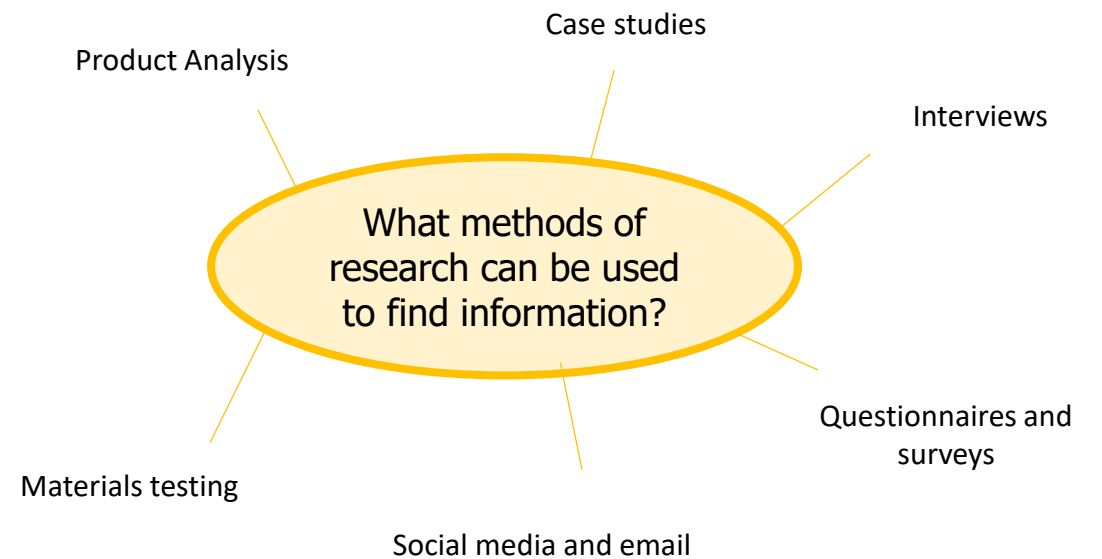 Case studies
Product Analysis
Interviews
What methods of
research can be used
to find information?
Questionnaires and
surveys
Materials testing
Social media and email